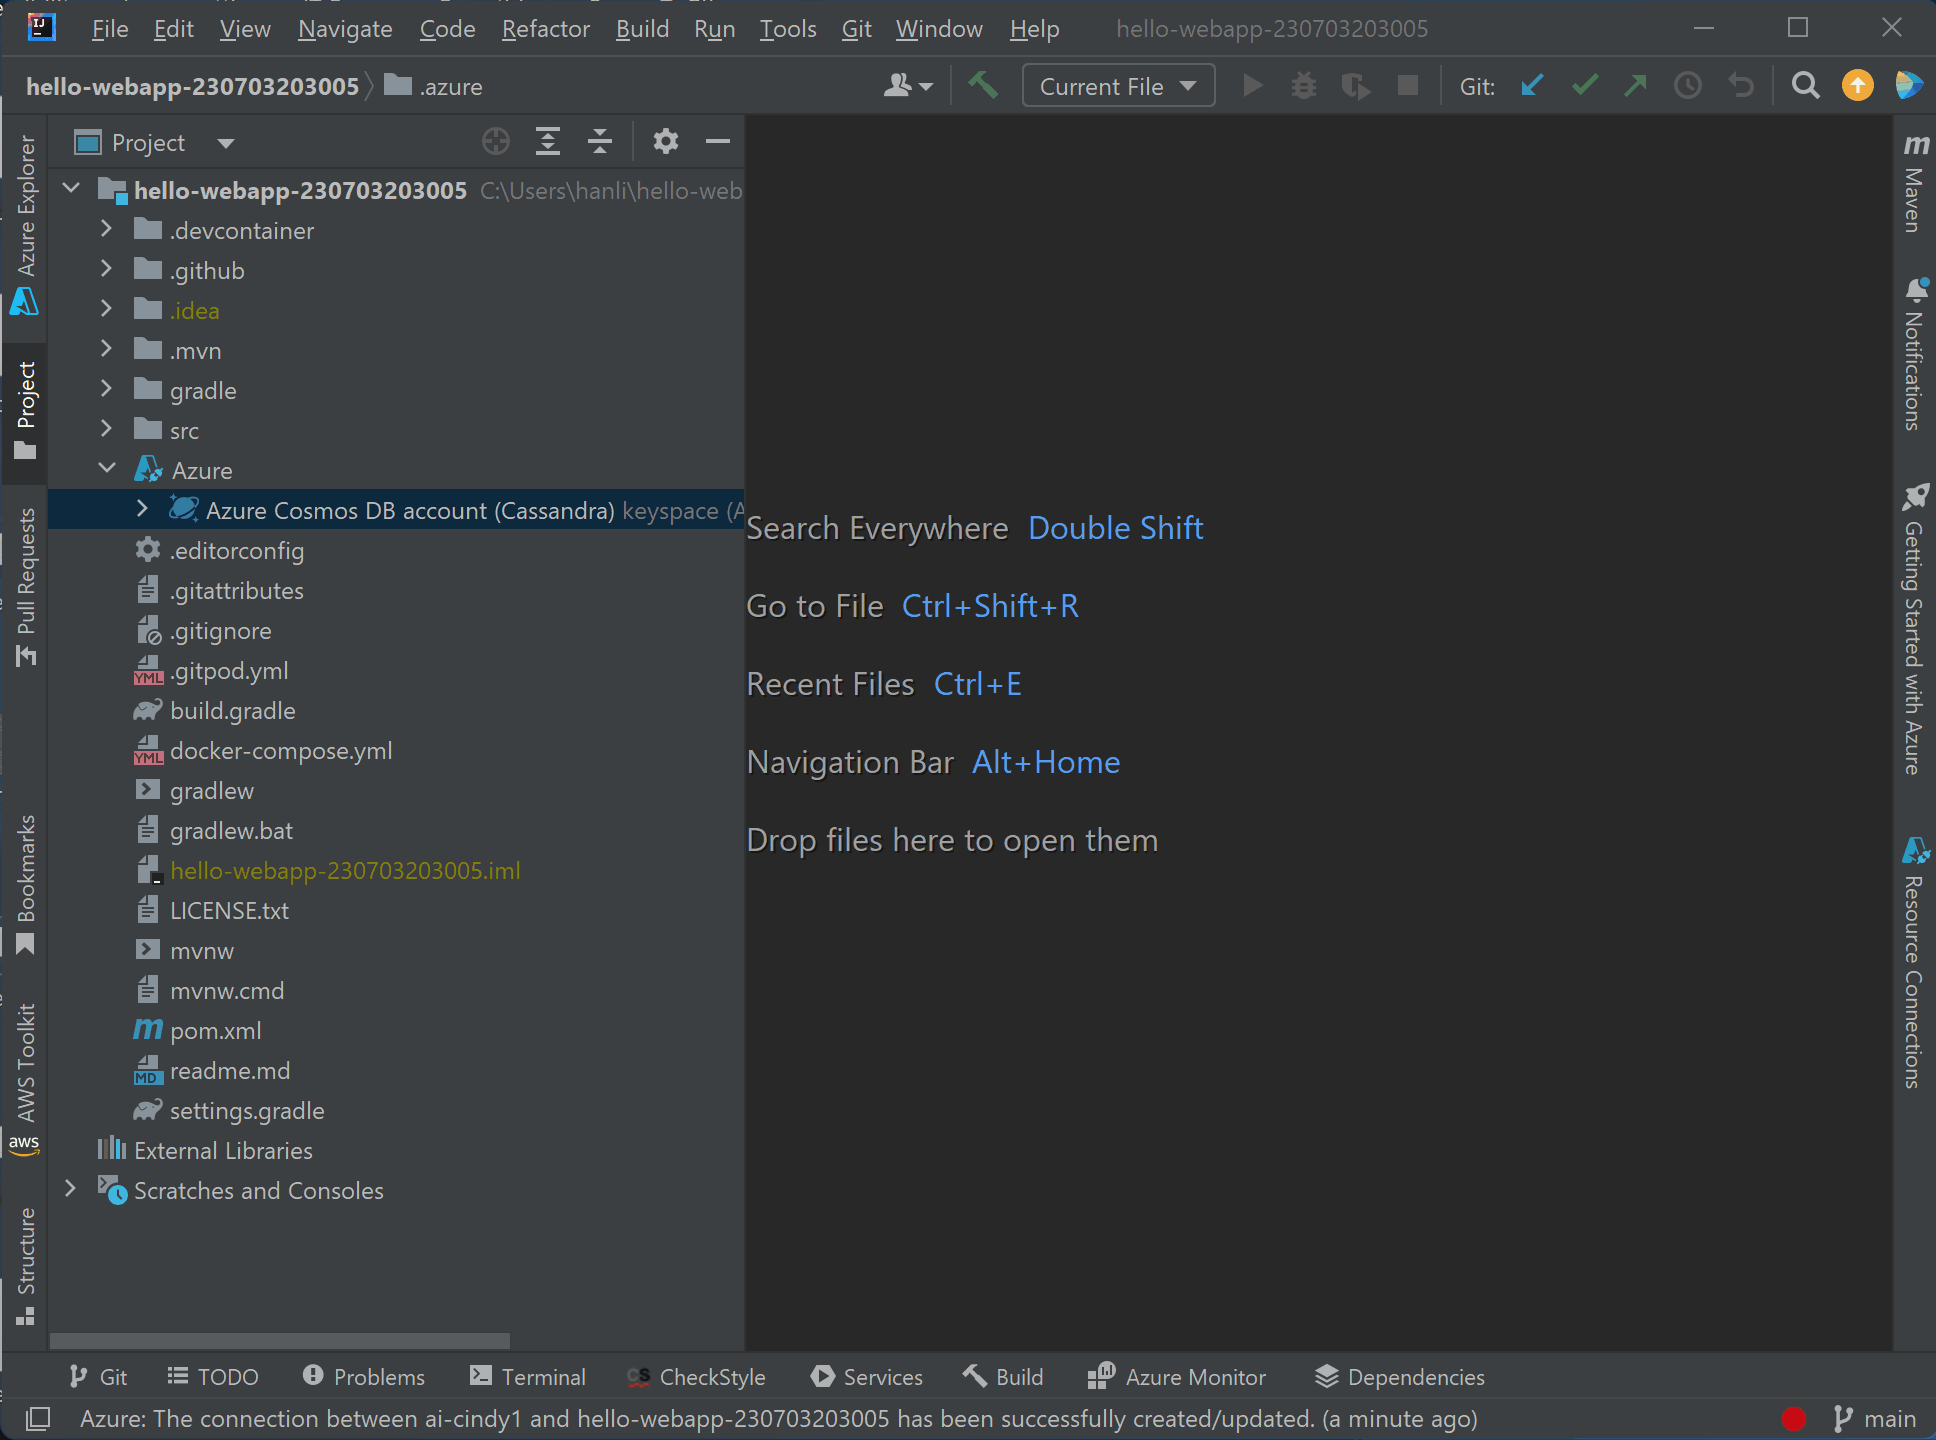 File Edit View Navigate Code Refactor Build Run Tools Git Window Help hello-webapp-230703203005
hello-webapp-230703203005 .azure Current File Git:
Project
hello-webapp-230703203005 C:\Users\hanli\hello-web
.devcontainer
.github
.idea
.mvn
gradle
src
Azure
Azure Cosmos DB account (Cassandra) keyspace (A
.editorconfig
.gitattributes
.gitignore
YML .gitpod.yml
build.gradle
YML docker-compose.yml
gradlew
gradlew.bat
hello-webapp-230703203005.iml
LICENSE.txt
mvnw
mvnw.cmd
m pom.xml
MD readme.md
settings.gradle
External Libraries
Scratches and Consoles
Azure Explorer
Project
Pull Requests
Bookmarks
AWS Toolkit
aws
Structure
Search Everywhere Double Shift
Go to File Ctrl+Shift+R
Recent Files Ctrl+E
Navigation Bar Alt+Home
Drop files here to open them
m
Maven
Notifications
Getting Started with Azure
Resource Connections
Git TODO Problems Terminal CS CheckStyle Services Build Azure Monitor Dependencies
Azure: The connection between ai-cindy1 and hello-webapp-230703203005 has been successfully created/updated. (a minute ago) main